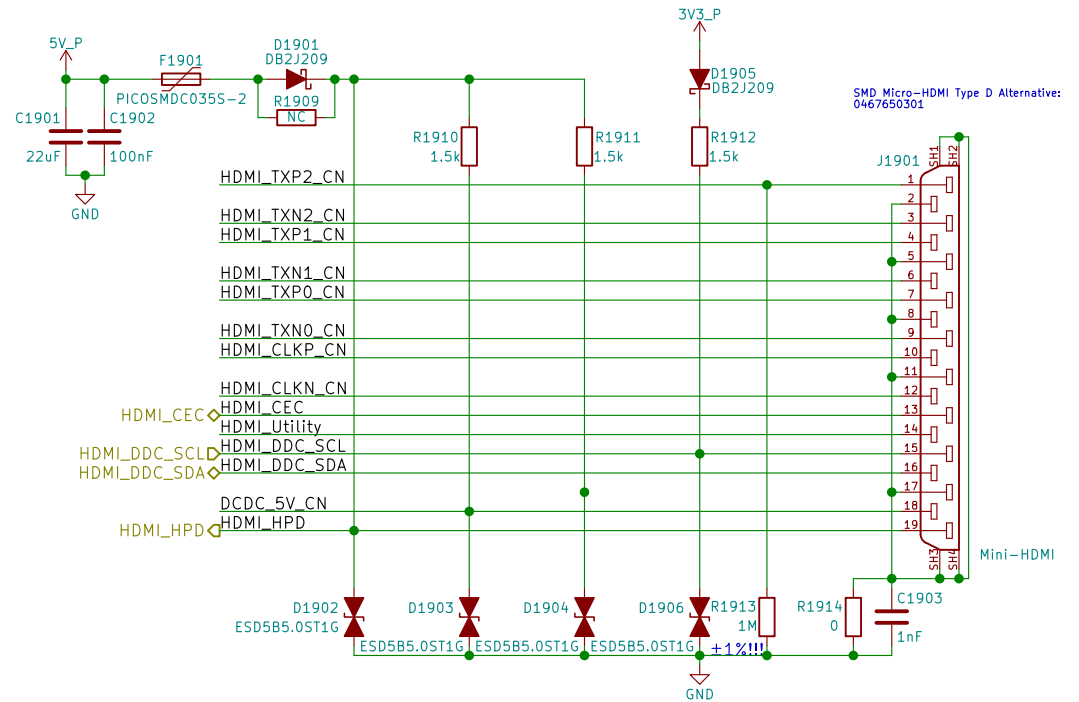 3V3_P
5V_P
D1901
DB2J209
F1901
PICOSMDC035S-2
R1909
NC
D1905
DB2J209
SMD Micro-HDMI Type D Alternative:
0467650301
C1901
22uF
C1902
100nF
GND
R1910
1.5k
R1911
1.5k
R1912
1.5k
J1901
SH1
SH2
HDMI_TXP2_CN
1
2
HDMI_TXN2_CN
3
HDMI_TXP1_CN
4
5
HDMI_TXN1_CN
6
HDMI_TXP0_CN
7
8
HDMI_TXN0_CN
9
HDMI_CLKP_CN
10
11
HDMI_CLKN_CN
12
HDMI_CEC
HDMI_CEC
13
HDMI_Utility
14
HDMI_DDC_SCL
HDMI_DDC_SCL
15
HDMI_DDC_SDA
HDMI_DDC_SDA
16
17
DCDC_5V_CN
18
HDMI_HPD
HDMI_HPD
19
SH3
SH4
Mini-HDMI
D1902
ESD5B5.0ST1G
D1903
ESD5B5.0ST1G
D1904
ESD5B5.0ST1G
D1906
ESD5B5.0ST1G
R1913
1M
±1%!!!
R1914
0
C1903
1nF
GND